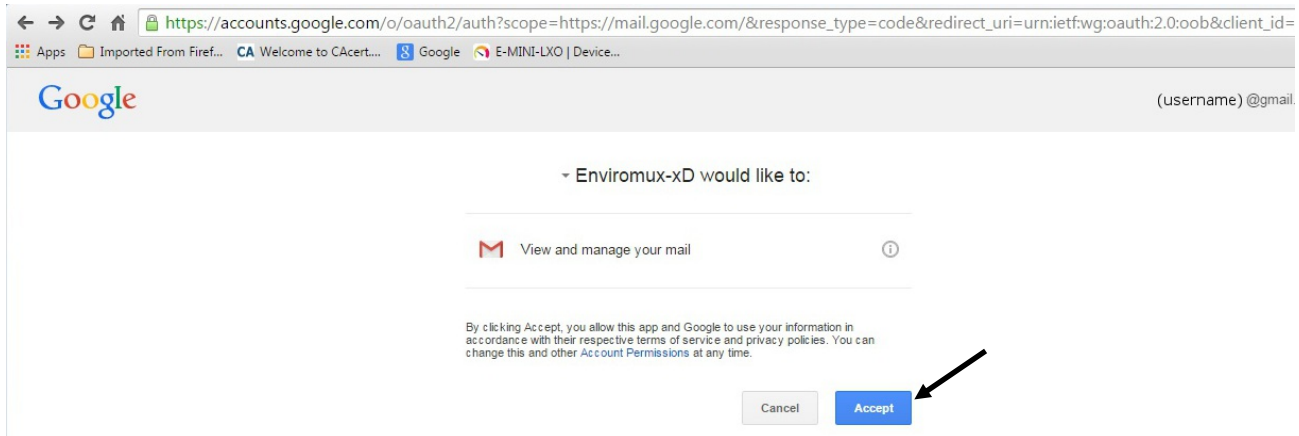 https://accounts.google.com/o/oauth2/auth?scope=https://mail.google.com/&response_type=code&redirect_uri=urn:ietf:wg:oauth:2.0:oob&client_id=
Apps Imported From Firef... CA Welcome to CAcert.... 8 Google E-MINI-LXO | Device...
Google (username) @gmail.
Enviromux-xD would like to:
View and manage your mail
By clicking Accept, you allow this app and Google to use your information in
accordance with their respective terms of service and privacy policies. You can
change this and other Account Permissions at any time.
Cancel Accept